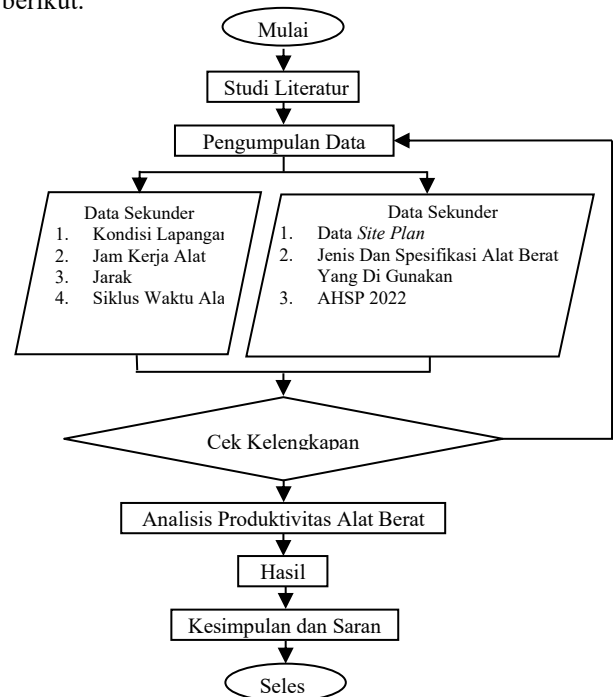 berikut.
Mulai
Studi Literatur
Pengumpulan Data
Data Sekunder
1. Kondisi Lapangan
2. Jam Kerja Alat
3. Jarak
4. Siklus Waktu Ala
Data Sekunder
1. Data Site Plan
2. Jenis Dan Spesifikasi Alat Berat
Yang Di Gunakan
3. AHSP 2022
Cek Kelengkapan
Analisis Produktivitas Alat Berat
Hasil
Kesimpulan dan Saran
Seles